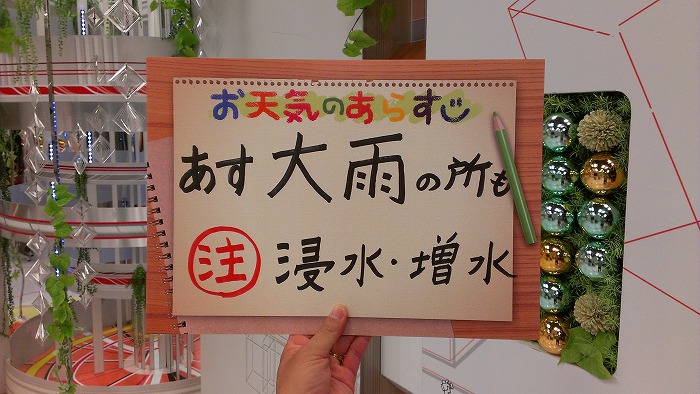 お天気のあらすじ
あす大雨の所も
注 浸水・増水